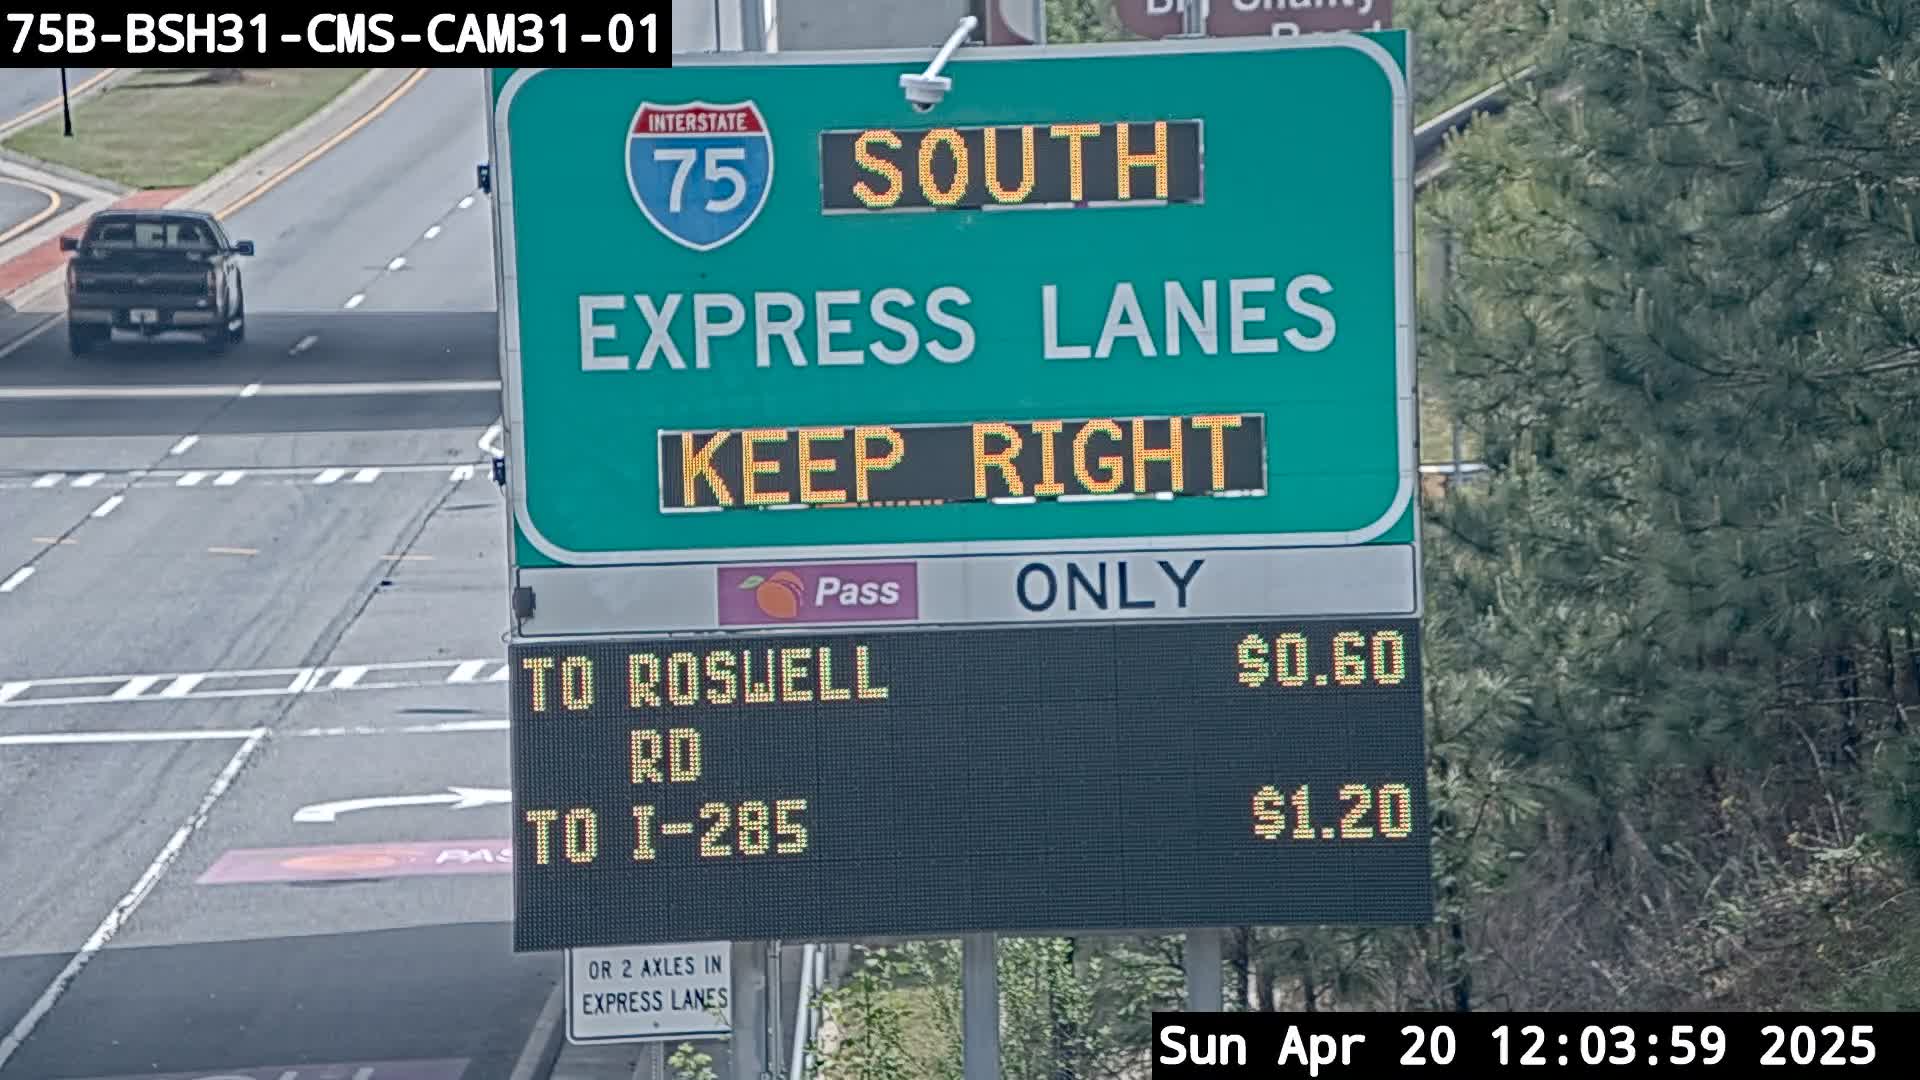 75B-BSH31-CMS-CAM31-01
INTERSTATE
75
SOUTH
EXPRESS LANES
KEEP RIGHT
Pass ONLY
TO ROSWELL $0.60
RD
TO I-285 $1.20
OR 2 AXLES IN
EXPRESS LANES
Sun Apr 20 12:03:59 2025